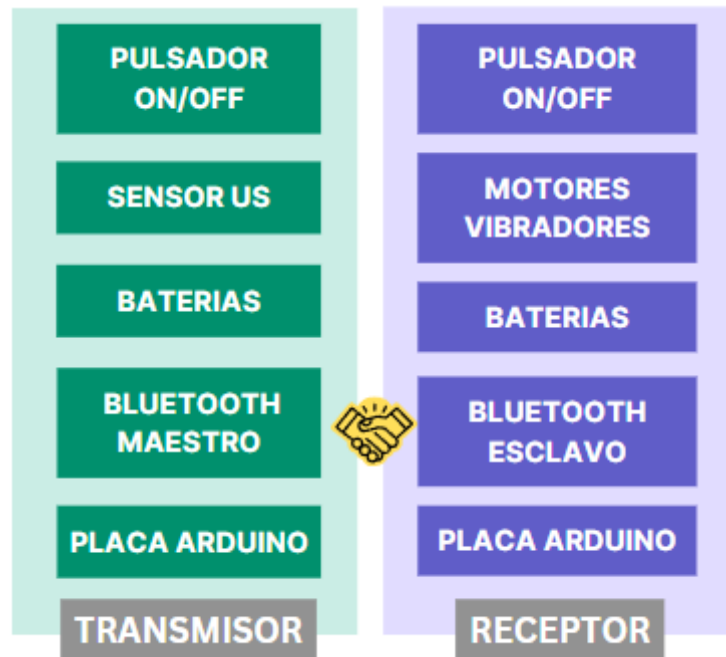 PULSADOR
ON/OFF
SENSOR US
BATERIAS
BLUETOOTH
MAESTRO
PLACA ARDUINO
TRANSMISOR
PULSADOR
ON/OFF
MOTORES
VIBRADORES
BATERIAS
BLUETOOTH
ESCLAVO
PLACA ARDUINO
RECEPTOR